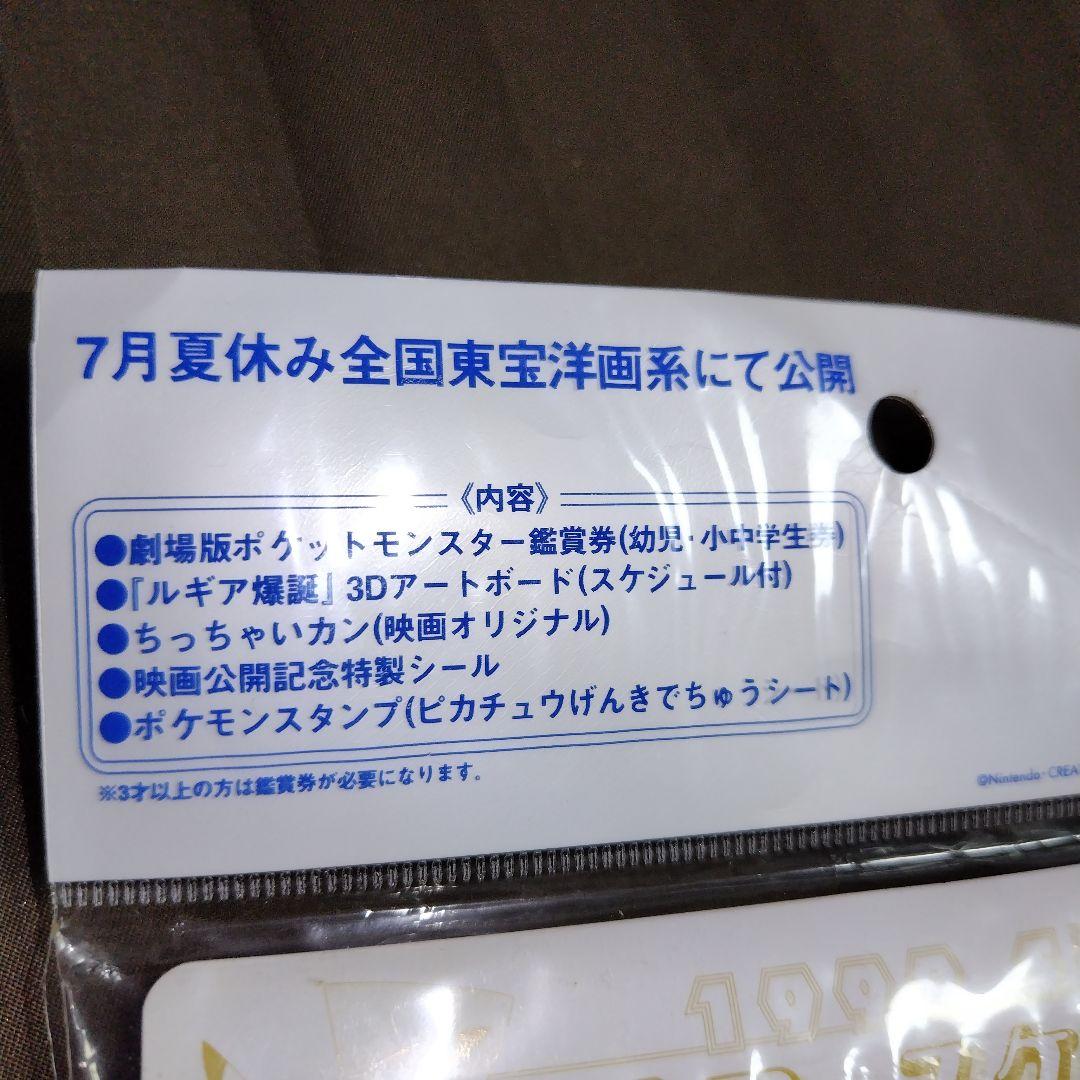 7月夏休み全国東宝洋画系にて公開
《内容》
●劇場版ポケットモンスター鑑賞券(幼児・小中学生券)
●『ルギア爆誕』3Dアートボード(スケジュール付)
●ちっちゃいカン(映画オリジナル)
●映画公開記念特製シール
●ポケモンスタンプ(ピカチュウげんきでちゅうシート)
※3才以上の方は鑑賞券が必要になります。
©Nintendo・CREA
199